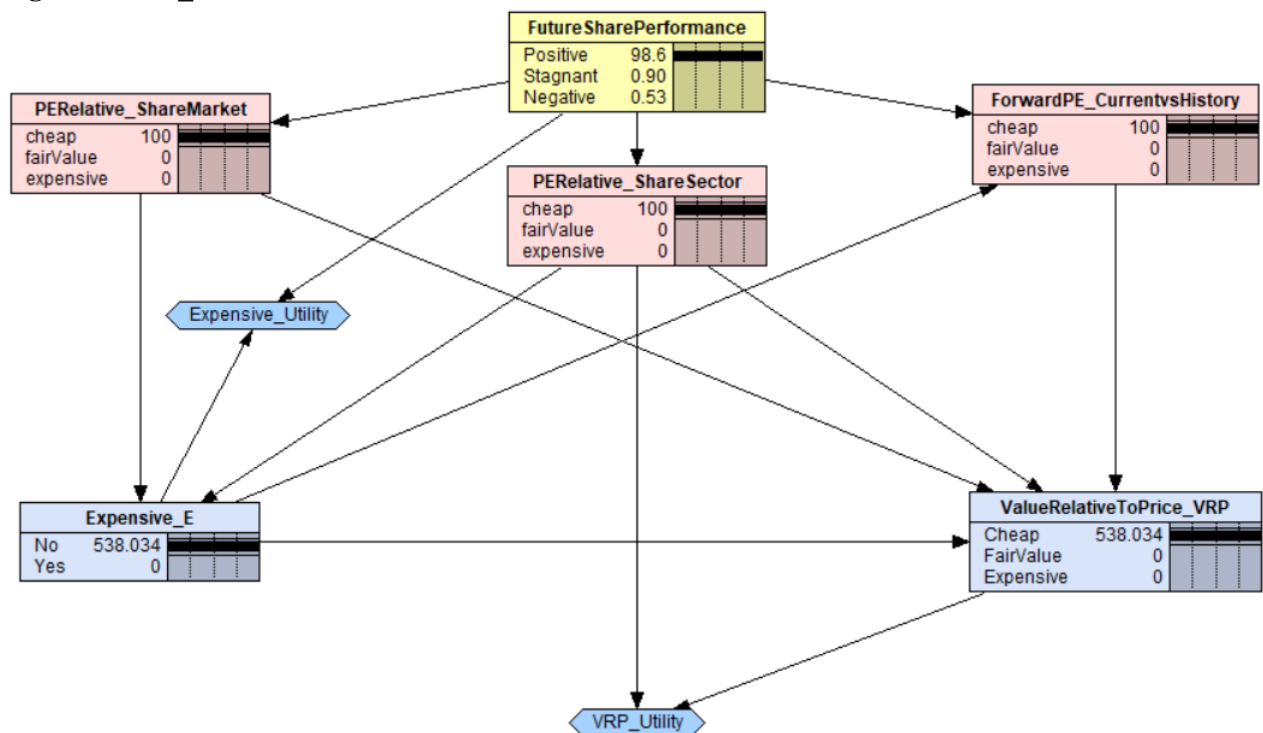 FutureSharePerformance
Positive 98.6
Stagnant 0.90
Negative 0.53
PERelative_ShareMarket
cheap 100
fairValue 0
expensive 0
ForwardPE_CurrentvsHistory
cheap 100
fairValue 0
expensive 0
PERelative_ShareSector
cheap 100
fairValue 0
expensive 0
Expensive_Utility
Expensive_E
No 538.034
Yes 0
ValueRelativeToPrice_VRP
Cheap 538.034
FairValue 0
Expensive 0
VRP_Utility